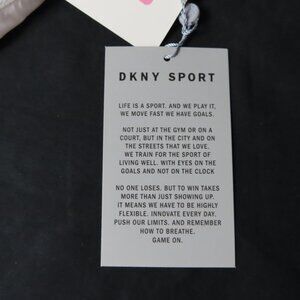 DKNY SPORT
LIFE IS A SPORT. AND WE PLAY IT.
WE MOVE FAST WE HAVE GOALS.
NOT JUST AT THE GYM OR ON A
COURT, BUT IN THE CITY AND ON
THE STREETS THAT WE LOVE.
WE TRAIN FOR THE SPORT OF
LIVING WELL. WITH EYES ON THE
GOALS AND NOT ON THE CLOCK
NO ONE LOSES. BUT TO WIN TAKES
MORE THAN JUST SHOWING UP.
IT MEANS WE HAVE TO BE HIGHLY
FLEXIBLE. INNOVATE EVERY DAY.
PUSH OUR LIMITS. AND REMEMBER
HOW TO BREATHE.
GAME ON.